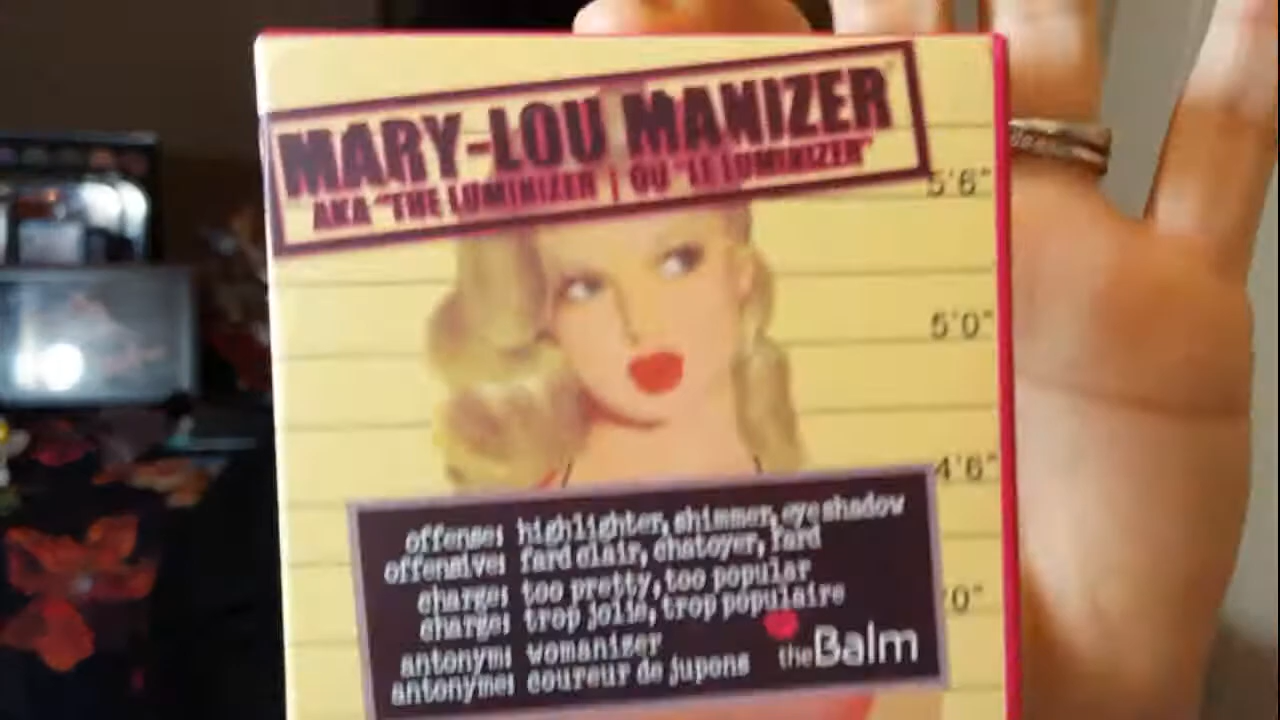 MARY-LOU MANIZER
AKA "THE LUMINIZER | OU "LE LUMINIZER"
5'6"
5'0"
4'6"
offense: highlighter, shimmer, eyeshadow
offensive: fard clair, chatoyer, fard
'0"
charge: too pretty, too popular
charge: trop jolie, trop populaire
antonym: womanizer
antonyme: coureur de jupons
theBalm